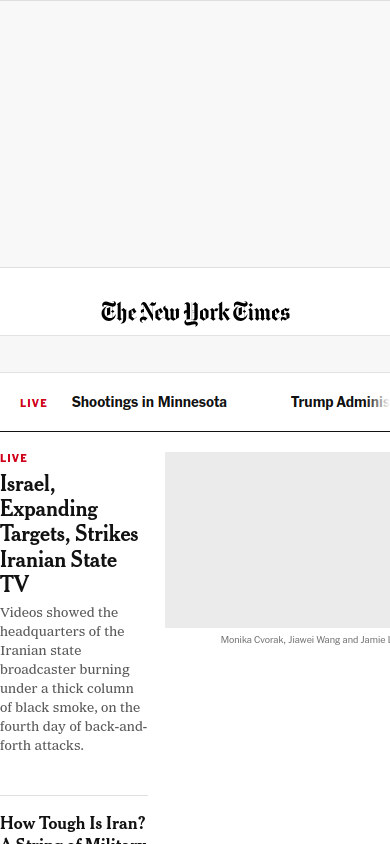 The New York Times
LIVE Shootings in Minnesota Trump Adminis
LIVE
Israel,
Expanding
Targets, Strikes
Iranian State
TV
Videos showed the
headquarters of the
Iranian state
broadcaster burning
under a thick column
of black smoke, on the
fourth day of back-and-
forth attacks.
Monika Cvorak, Jiawei Wang and Jamie L
How Tough Is Iran?
A String of Military